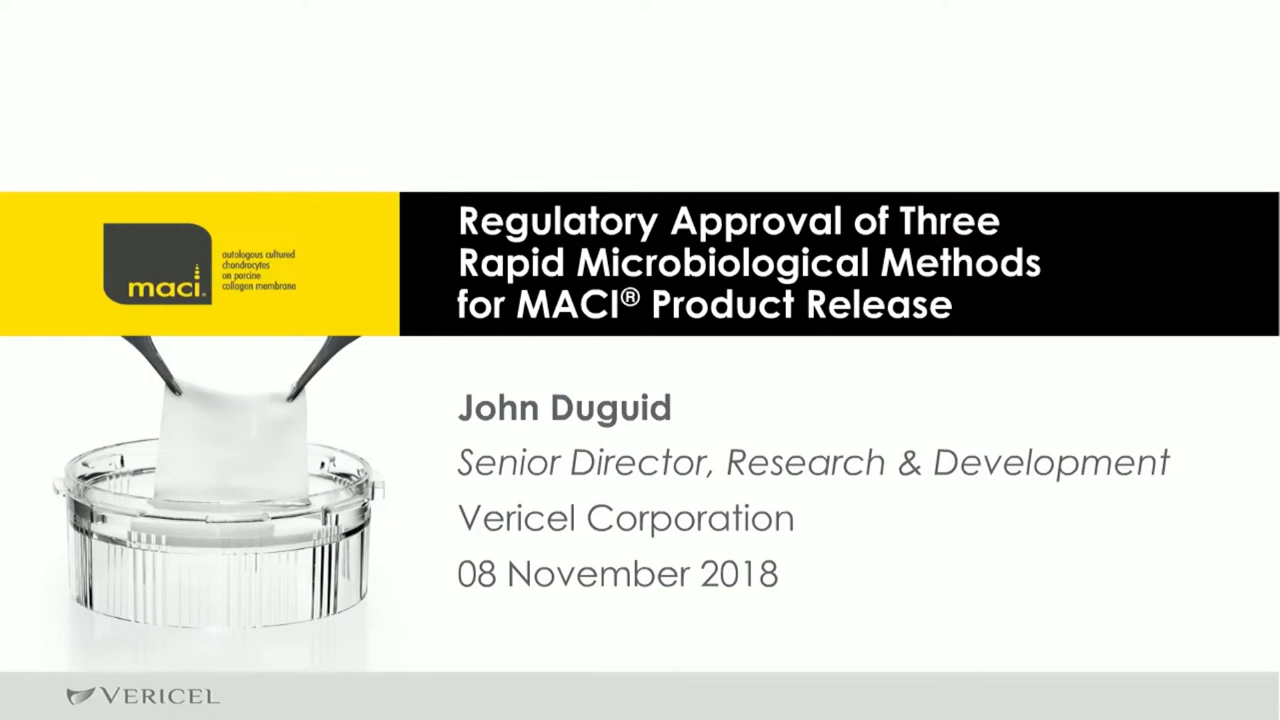 maci®
autologous cultured
chondrocytes
on porcine
collagen membrane
Regulatory Approval of Three
Rapid Microbiological Methods
for MACI® Product Release
John Duguid
Senior Director, Research & Development
Vericel Corporation
08 November 2018
VERICEL